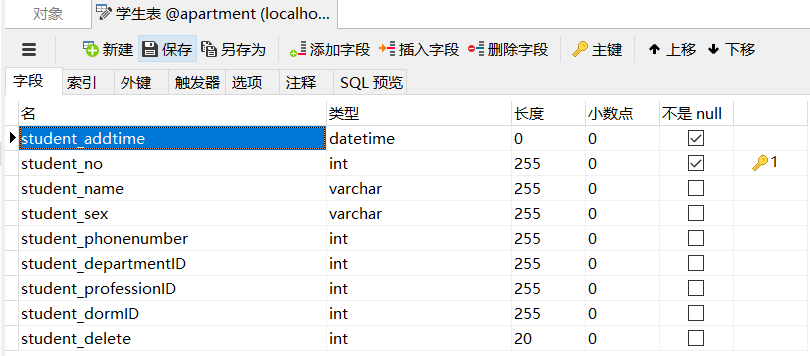 对象 学生表 @apartment (localho...
新建 保存 另存为 添加字段 插入字段 删除字段 主键 上移 下移
字段 索引 外键 触发器 选项 注释 SQL 预览
名 类型 长度 小数点 不是 null
student_addtime datetime 0 0
student_no int 255 0 1
student_name varchar 255 0
student_sex varchar 255 0
student_phonenumber int 255 0
student_departmentID int 255 0
student_professionID int 255 0
student_dormID int 255 0
student_delete int 20 0